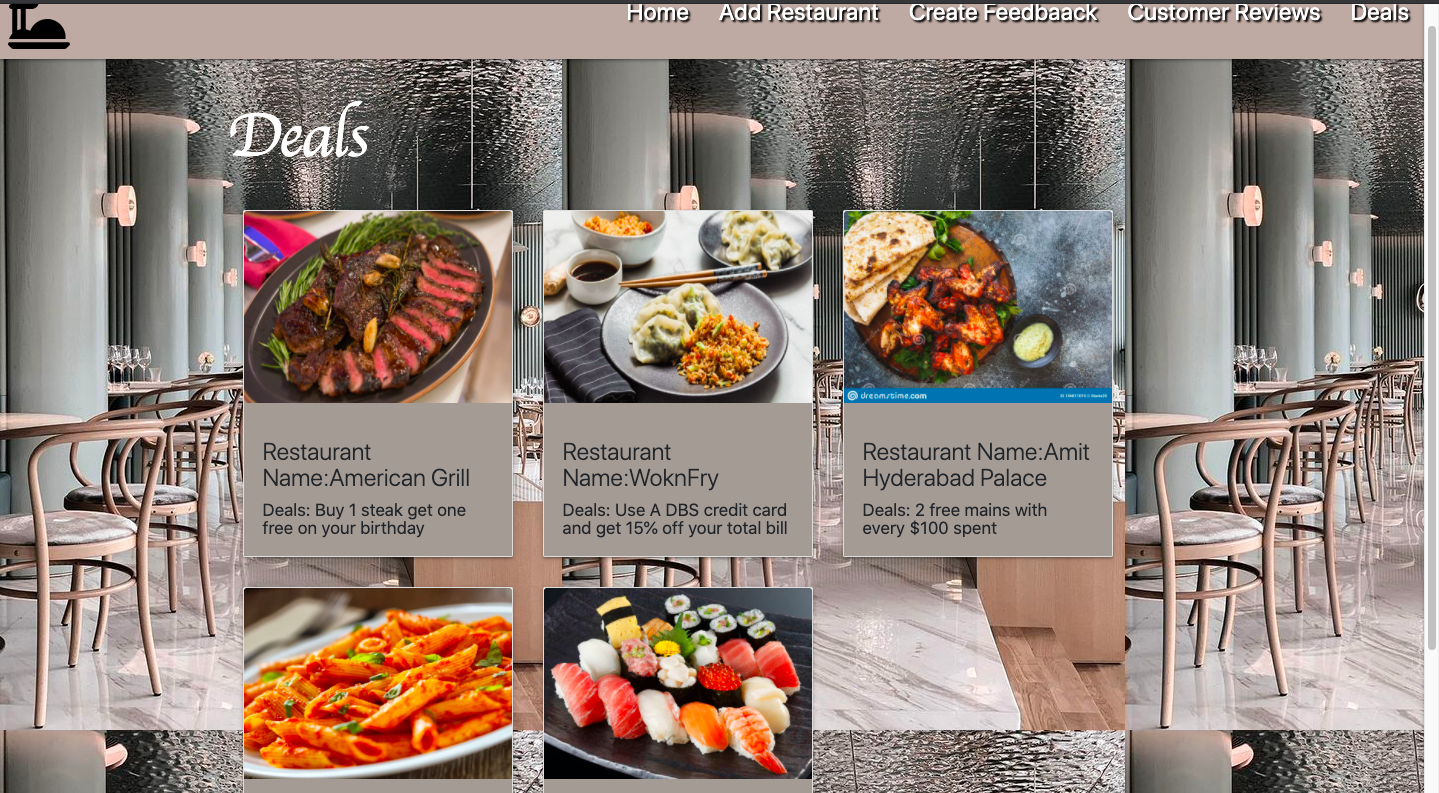 Home Add Restaurant Create Feedbaack Customer Reviews Deals
Deals
dreamstime.com
Restaurant
Name:American Grill
Deals: Buy 1 steak get one
free on your birthday
Restaurant
Name:WoknFry
Deals: Use A DBS credit card
and get 15% off your total bill
Restaurant Name:Amit
Hyderabad Palace
Deals: 2 free mains with
every $100 spent